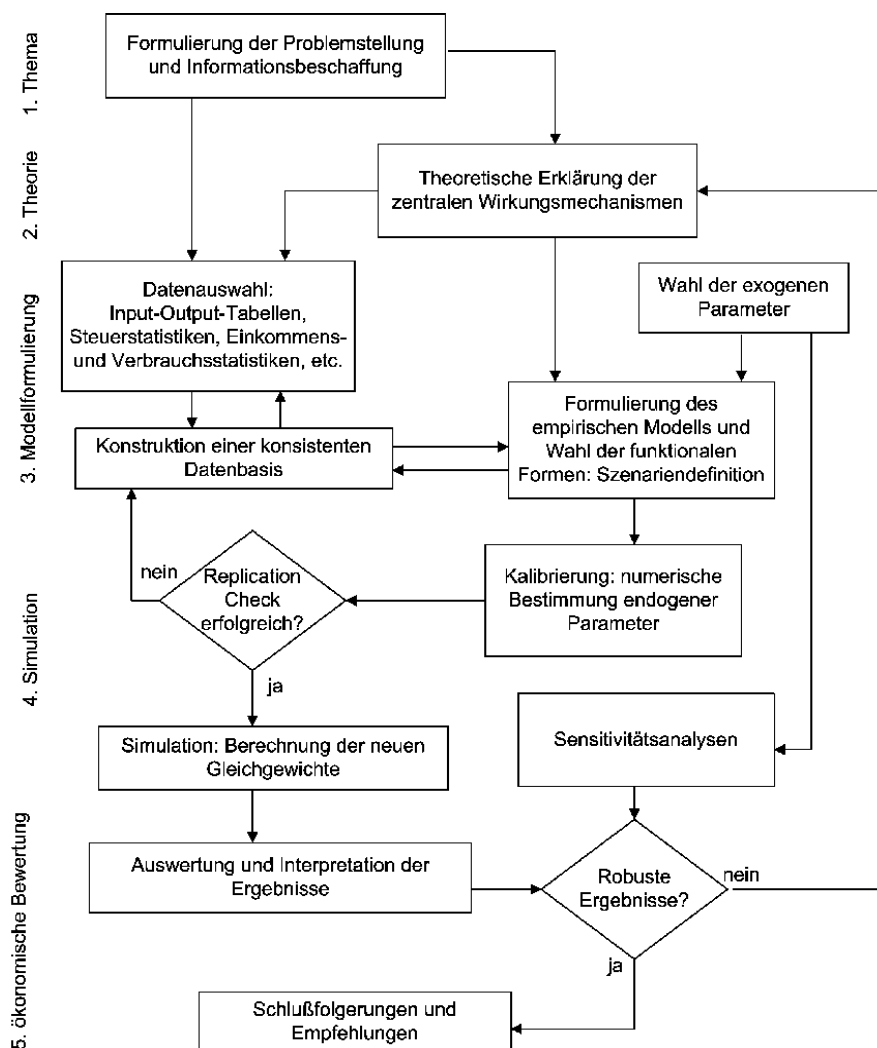 1. Thema
Formulierung der Problemstellung
und Informationsbeschaffung
2. Theorie
Theoretische Erklärung der
zentralen Wirkungsmechanismen
3. Modellformulierung
Datenauswahl:
Input-Output-Tabellen,
Steuerstatistiken, Einkommens-
und Verbrauchsstatistiken, etc.
Wahl der exogenen
Parameter
Konstruktion einer konsistenten
Datenbasis
Formulierung des
empirischen Modells und
Wahl der funktionalen
Formen: Szenariendefinition
4. Simulation
nein
Replication
Check
erfolgreich?
Kalibrierung: numerische
Bestimmung endogener
Parameter
ja
Simulation: Berechnung der neuen
Gleichgewichte
Sensitivitätsanalysen
5. ökonomische Bewertung
Auswertung und Interpretation der
Ergebnisse
Robuste
Ergebnisse?
nein
ja
Schlußfolgerungen und
Empfehlungen